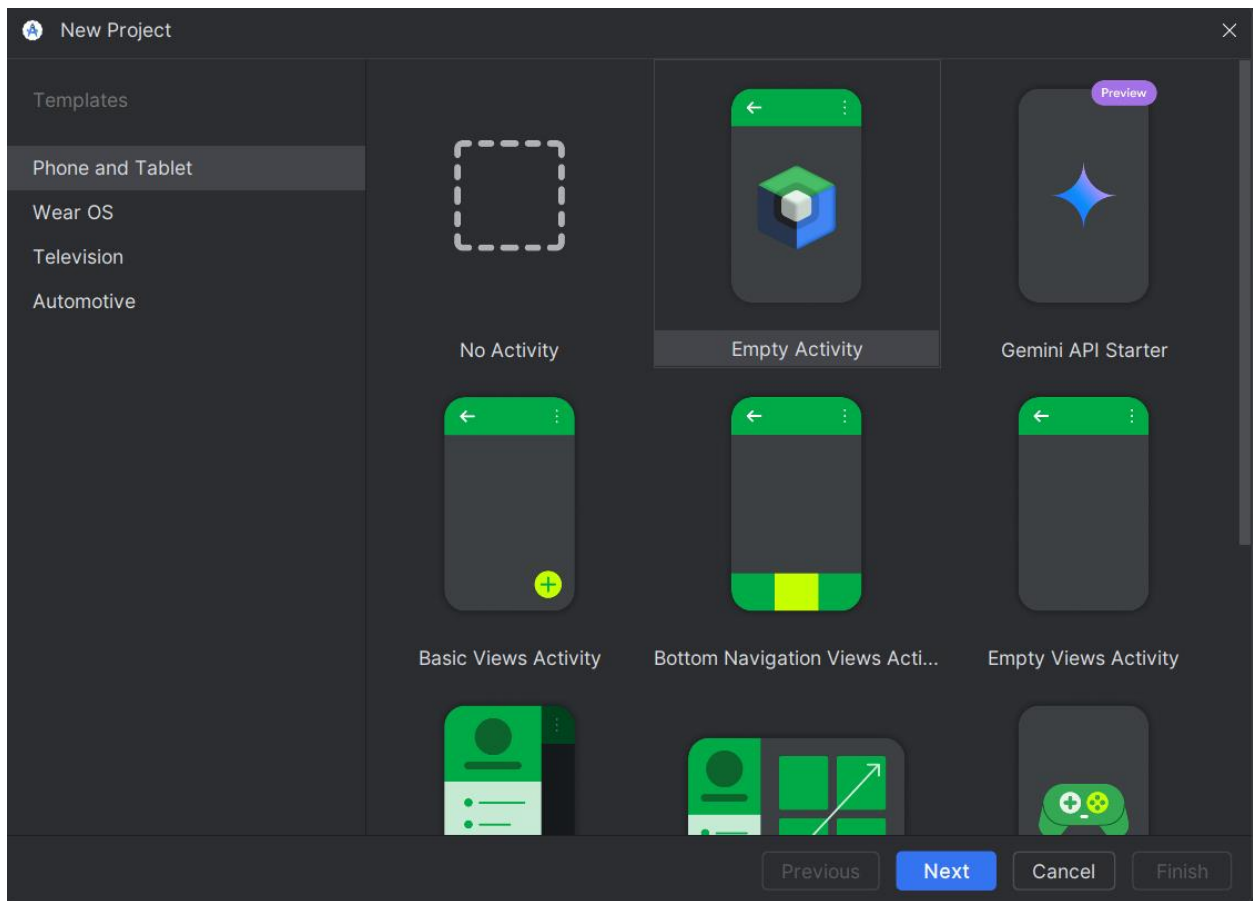 New Project
Templates
Phone and Tablet
Wear OS
Television
Automotive
Preview
No Activity
Empty Activity
Gemini API Starter
Basic Views Activity
Bottom Navigation Views Acti...
Empty Views Activity
Previous
Next
Cancel
Finish